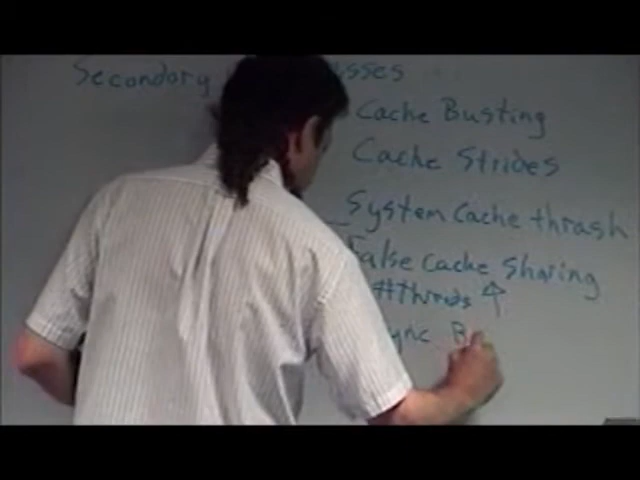 Secondary
Cache Busting
Cache Strides
System Cache thrash
False Cache Sharing
#threads ↑